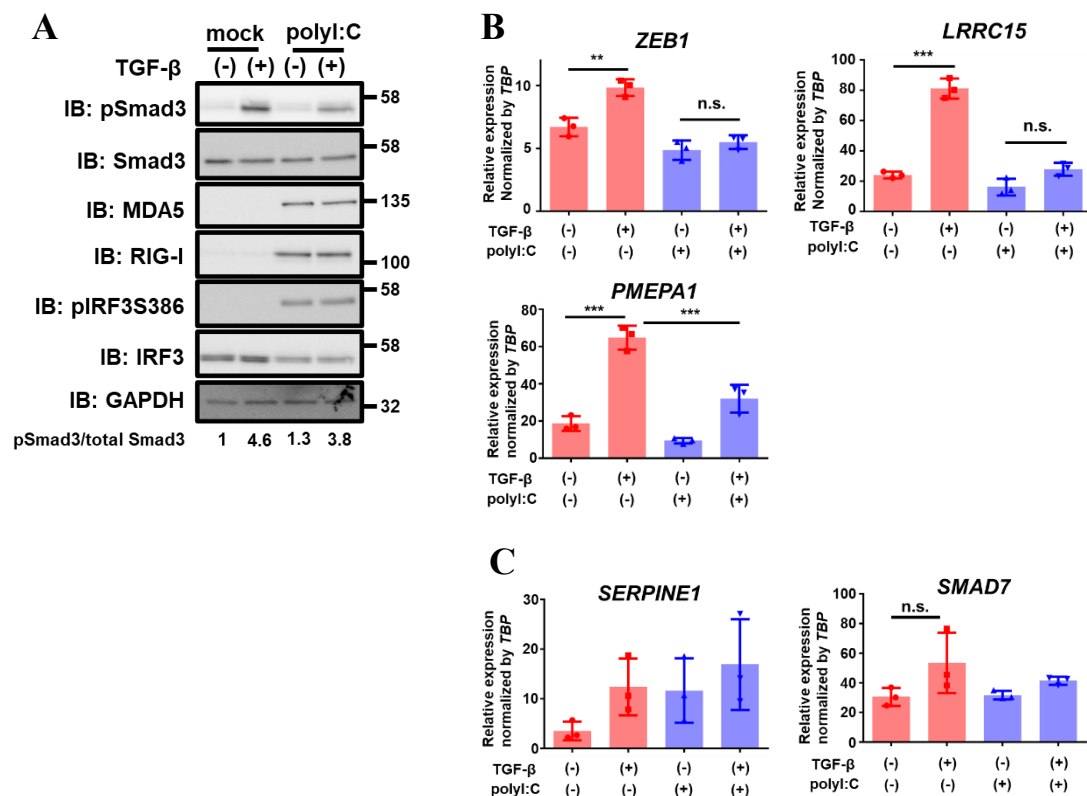 A
mock polyI:C
TGF-β (-) (+) (-) (+)
IB: pSmad3 58
IB: Smad3 58
IB: MDA5 135
IB: RIG-I 100
IB: pIRF3S386 58
IB: IRF3 58
IB: GAPDH 32
pSmad3/total Smad3 1 4.6 1.3 3.8
B
ZEB1
Relative expression
Normalized by TBP
10
5
0
**
n.s.
TGF-β (-) (+) (-) (+)
polyI:C (-) (-) (+) (+)
LRRC15
Relative expression
Normalized by TBP
100
80
60
40
20
0
***
n.s.
TGF-β (-) (+) (-) (+)
polyI:C (-) (-) (+) (+)
PMEPA1
Relative expression
normalized by TBP
80
60
40
20
0
***
***
TGF-β (-) (+) (-) (+)
polyI:C (-) (-) (+) (+)
C
SERPINE1
Relative expression
normalized by TBP
30
20
10
0
TGF-β (-) (+) (-) (+)
polyI:C (-) (-) (+) (+)
SMAD7
Relative expression
normalized by TBP
100
80
60
40
20
0
n.s.
TGF-β (-) (+) (-) (+)
polyI:C (-) (-) (+) (+)